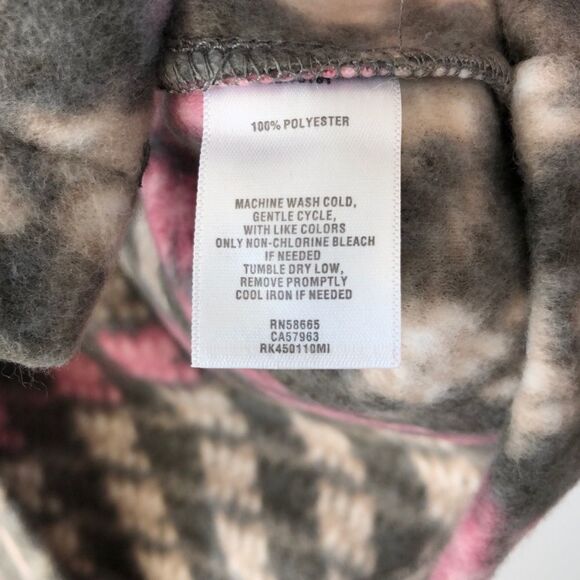 100% POLYESTER
MACHINE WASH COLD,
GENTLE CYCLE,
WITH LIKE COLORS
ONLY NON-CHLORINE BLEACH
IF NEEDED
TUMBLE DRY LOW,
REMOVE PROMPTLY
COOL IRON IF NEEDED
RN58665
CA57963
RK450110MI